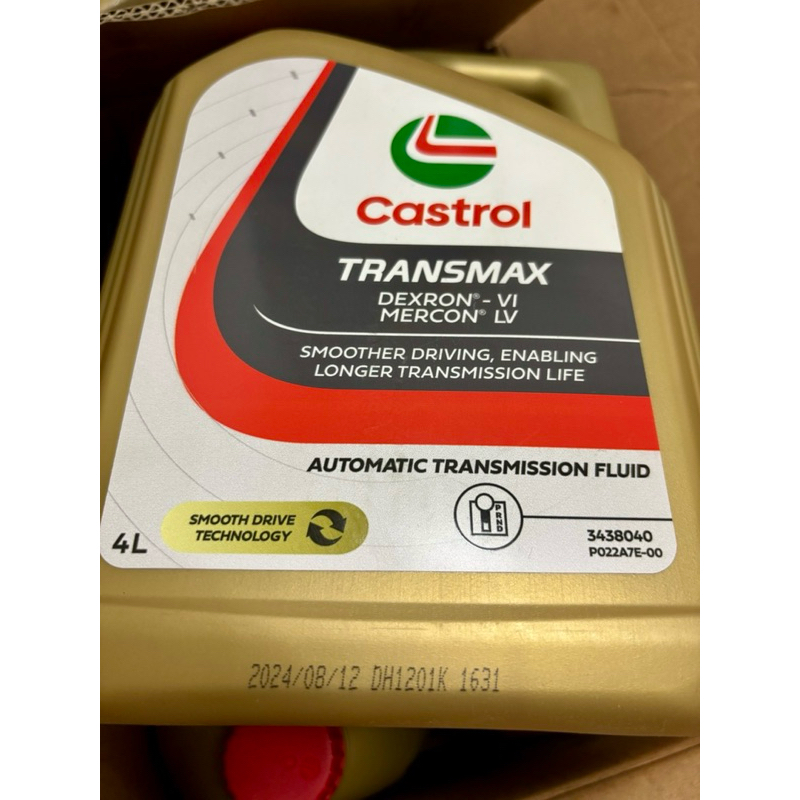 Castrol
TRANSMAX
DEXRON® - VI
MERCON® LV
SMOOTHER DRIVING, ENABLING
LONGER TRANSMISSION LIFE
AUTOMATIC TRANSMISSION FLUID
SMOOTH DRIVE
TECHNOLOGY
4L
P
R
N
D
3438040
P022A7E-00
2024/08/12 DH1201K 1631